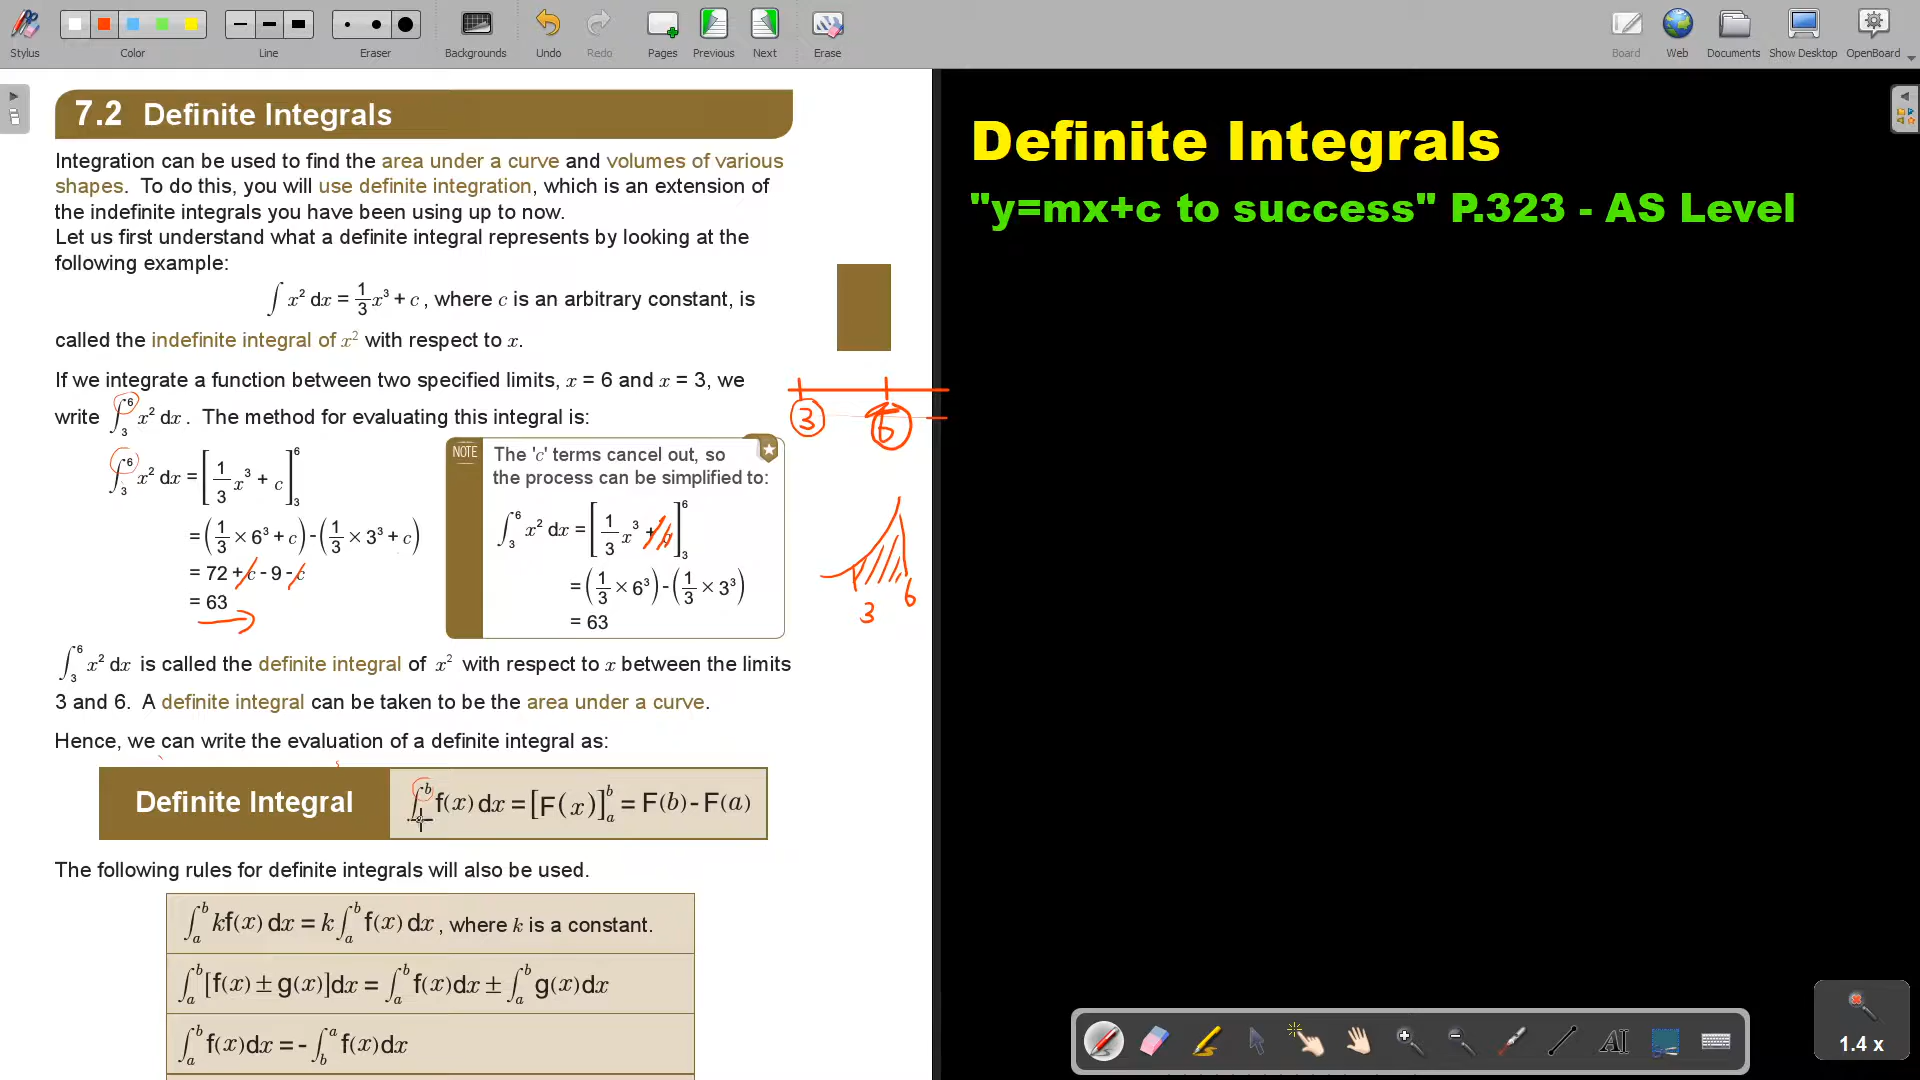 Stylus
Color
Line
Eraser
Backgrounds
Undo
Redo
Pages
Previous
Next
Erase
Board
Web
Documents
Show Desktop
OpenBoard
7.2 Definite Integrals
Integration can be used to find the area under a curve and volumes of various
shapes. To do this, you will use definite integration, which is an extension of
the indefinite integrals you have been using up to now.
Let us first understand what a definite integral represents by looking at the
following example:
∫ x² dx = 1/3 x³ + c, where c is an arbitrary constant, is
called the indefinite integral of x² with respect to x.
If we integrate a function between two specified limits, x = 6 and x = 3, we
write ∫₃⁶ x² dx. The method for evaluating this integral is:
∫₃⁶ x² dx = [1/3 x³ + c]₃⁶
= (1/3 × 6³ + c) - (1/3 × 3³ + c)
= 72 + c - 9 - c
= 63
NOTE
The 'c' terms cancel out, so
the process can be simplified to:
∫₃⁶ x² dx = [1/3 x³ + c]₃⁶
= (1/3 × 6³) - (1/3 × 3³)
= 63
3 6
3 6
∫₃⁶ x² dx is called the definite integral of x² with respect to x between the limits
3 and 6. A definite integral can be taken to be the area under a curve.
Hence, we can write the evaluation of a definite integral as:
Definite Integral
∫ₐᵇ f(x) dx = [F(x)]ₐᵇ = F(b) - F(a)
The following rules for definite integrals will also be used.
∫ₐᵇ kf(x) dx = k ∫ₐᵇ f(x) dx, where k is a constant.
∫ₐᵇ [f(x) ± g(x)]dx = ∫ₐᵇ f(x)dx ± ∫ₐᵇ g(x)dx
∫ₐᵇ f(x)dx = - ∫_b^a f(x)dx
Definite Integrals
"y=mx+c to success" P.323 - AS Level
1.4 x